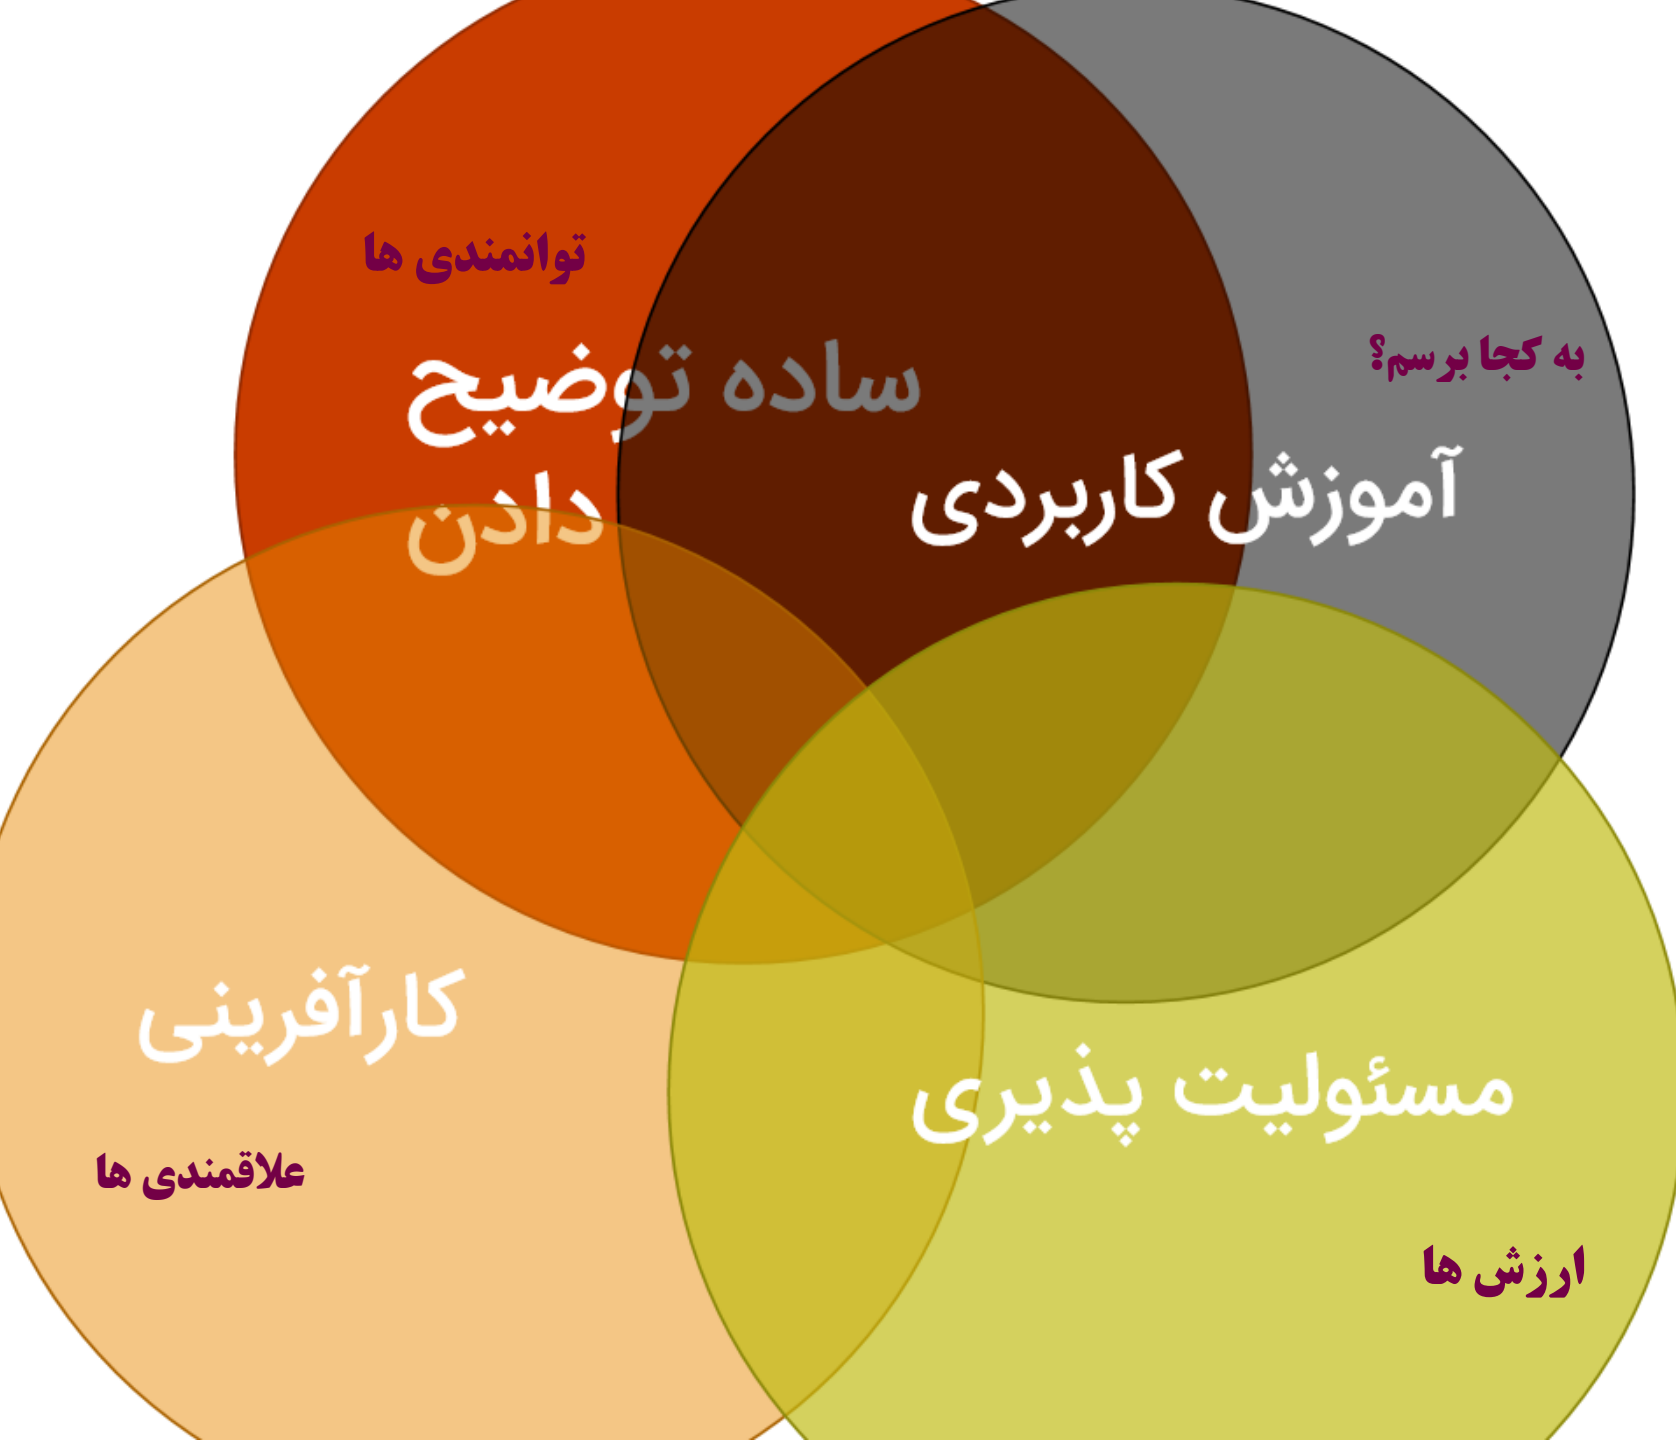 توانمندی ها
ساده توضیح
دادن
به کجا برسم؟
آموزش کاربردی
کارآفرینی
علاقمندی ها
مسئولیت پذیری
ارزش ها